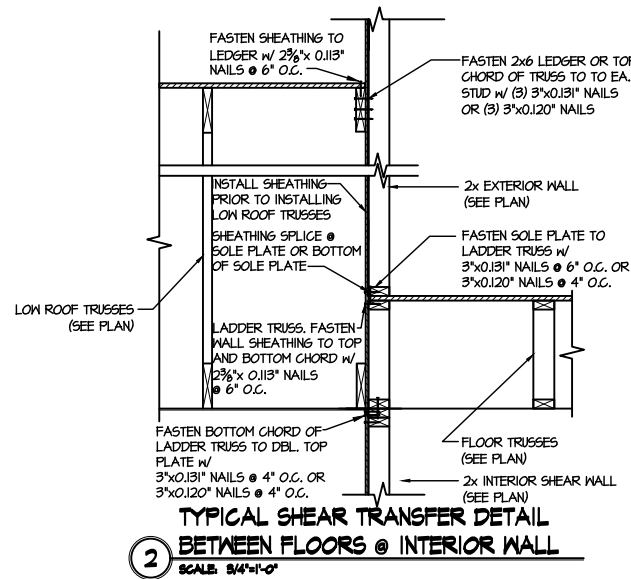 FASTEN SHEATHING TO
LEDGER W/ 2⅜"x 0.113"
NAILS @ 6" O.C.
FASTEN 2x6 LEDGER OR TOP
CHORD OF TRUSS TO TO EA.
STUD W/ (3) 3"x0.131" NAILS
OR (3) 3"x0.120" NAILS
INSTALL SHEATHING
PRIOR TO INSTALLING
LOW ROOF TRUSSES
2x EXTERIOR WALL
(SEE PLAN)
SHEATHING SPLICE @
SOLE PLATE OR BOTTOM
OF SOLE PLATE
FASTEN SOLE PLATE TO
LADDER TRUSS W/
3"x0.131" NAILS @ 6" O.C. OR
3"x0.120" NAILS @ 4" O.C.
LOW ROOF TRUSSES
(SEE PLAN)
LADDER TRUSS. FASTEN
WALL SHEATHING TO TOP
AND BOTTOM CHORD W/
2⅜"x 0.113" NAILS
@ 6" O.C.
FASTEN BOTTOM CHORD OF
LADDER TRUSS TO DBL. TOP
PLATE W/
3"x0.131" NAILS @ 4" O.C. OR
3"x0.120" NAILS @ 4" O.C.
FLOOR TRUSSES
(SEE PLAN)
2x INTERIOR SHEAR WALL
(SEE PLAN)
2
TYPICAL SHEAR TRANSFER DETAIL
BETWEEN FLOORS @ INTERIOR WALL
SCALE: 3/4"=1'-0"